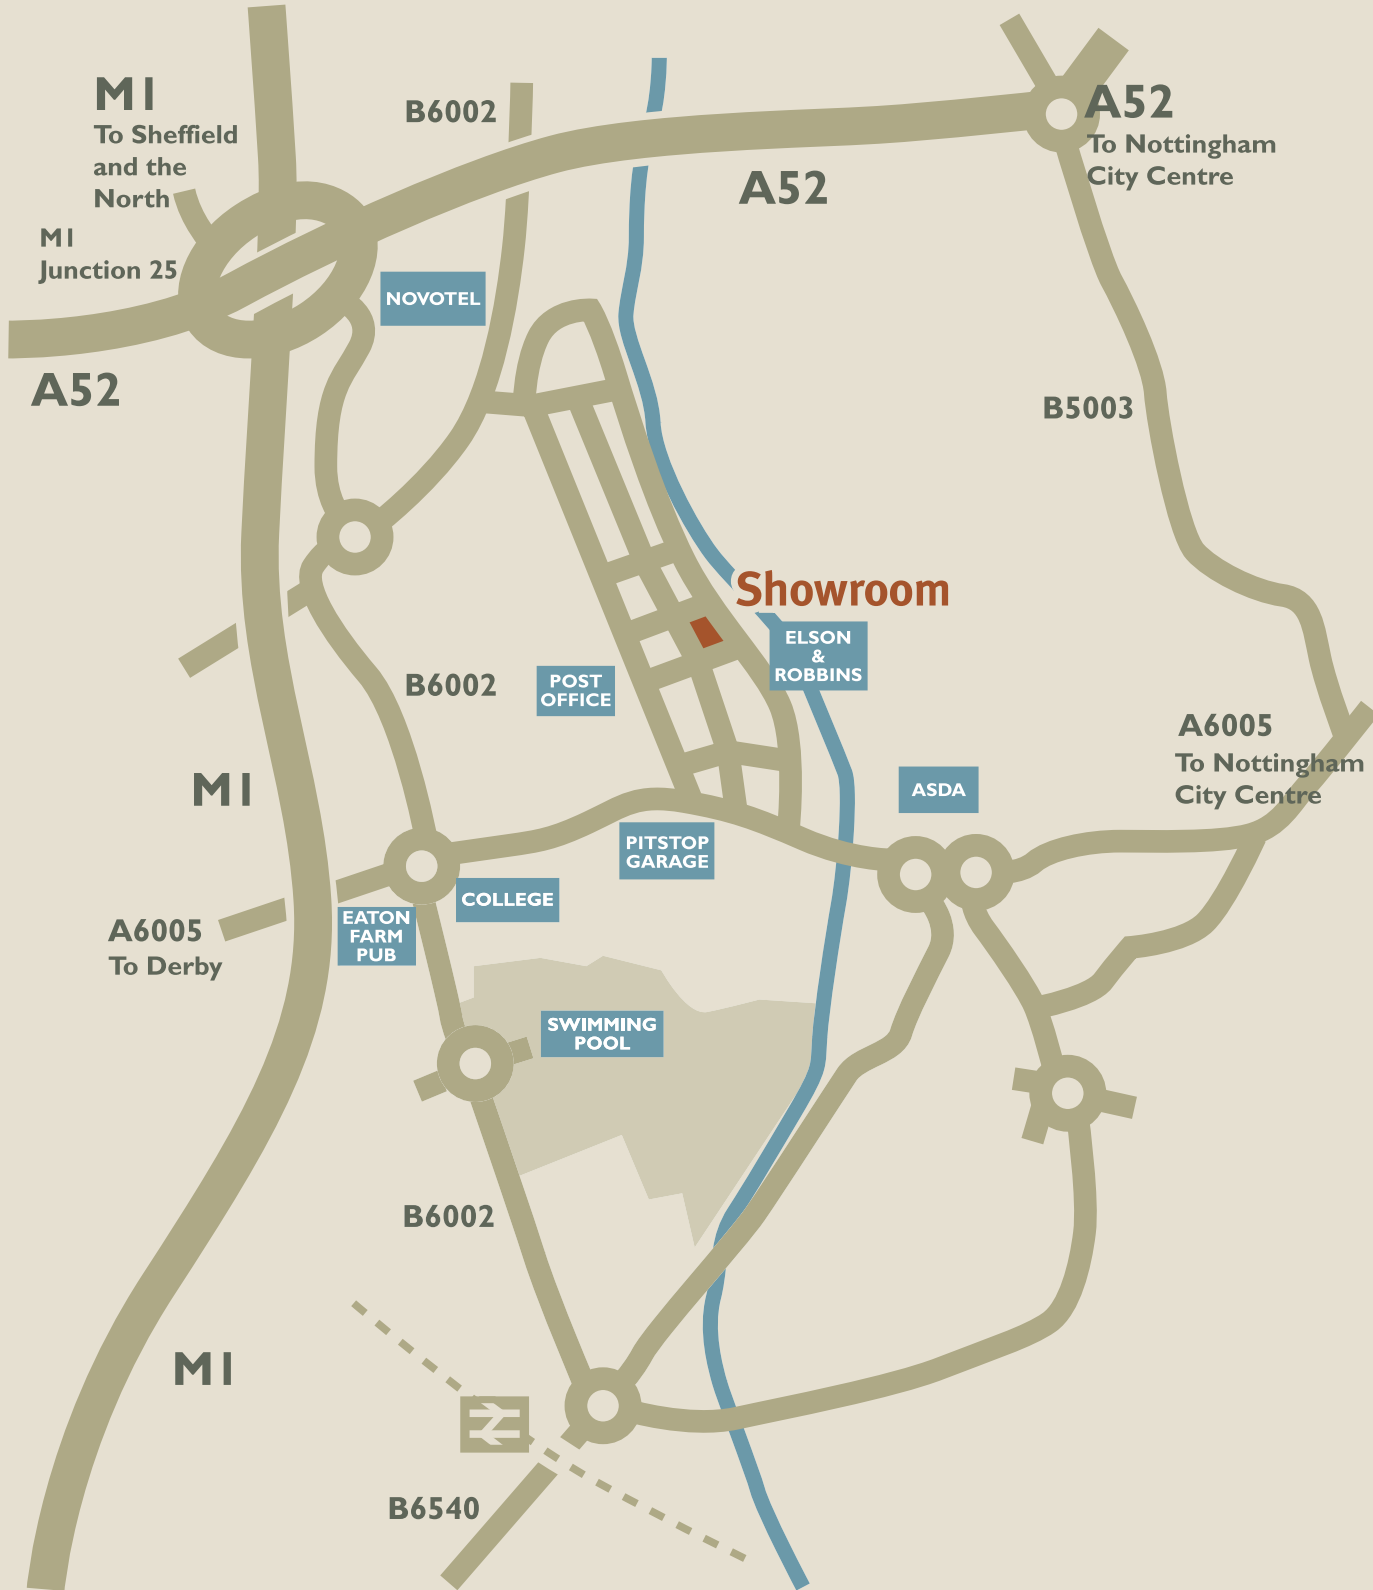 M1
To Sheffield
and the
North
M1
Junction 25
A52
B6002
A52
A52
To Nottingham
City Centre
NOVOTEL
B5003
Showroom
ELSON
&
ROBBINS
POST
OFFICE
B6002
A6005
To Nottingham
City Centre
M1
ASDA
PITSTOP
GARAGE
COLLEGE
EATON
FARM
PUB
A6005
To Derby
SWIMMING
POOL
B6002
M1
B6540